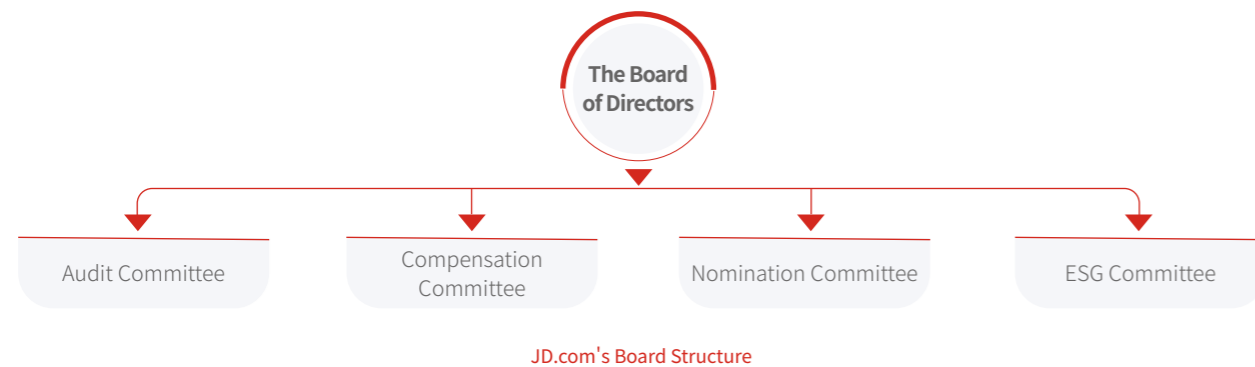 The Board
of Directors
Audit Committee
Compensation
Committee
Nomination Committee
ESG Committee
JD.com's Board Structure